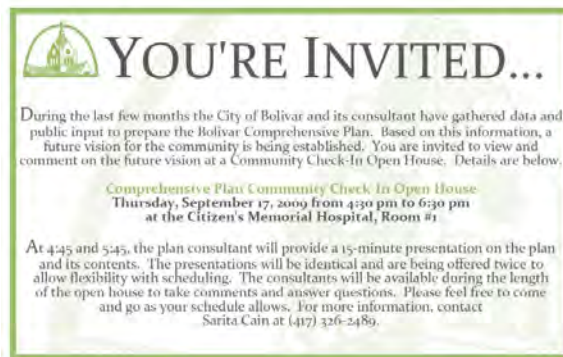 YOU'RE INVITED...
During the last few months the City of Bolivar and its consultant have gathered data and
public input to prepare the Bolivar Comprehensive Plan. Based on this information, a
future vision for the community is being established. You are invited to view and
comment on the future vision at a Community Check-In Open House. Details are below.
Comprehensive Plan Community Check In Open House
Thursday, September 17, 2009 from 4:30 pm to 6:30 pm
at the Citizen's Memorial Hospital, Room #1
At 4:45 and 5:45, the plan consultant will provide a 15-minute presentation on the plan
and its contents. The presentations will be identical and are being offered twice to
allow flexibility with scheduling. The consultants will be available during the length
of the open house to take comments and answer questions. Please feel free to come
and go as your schedule allows. For more information, contact
Sarita Cain at (417) 326-2489.